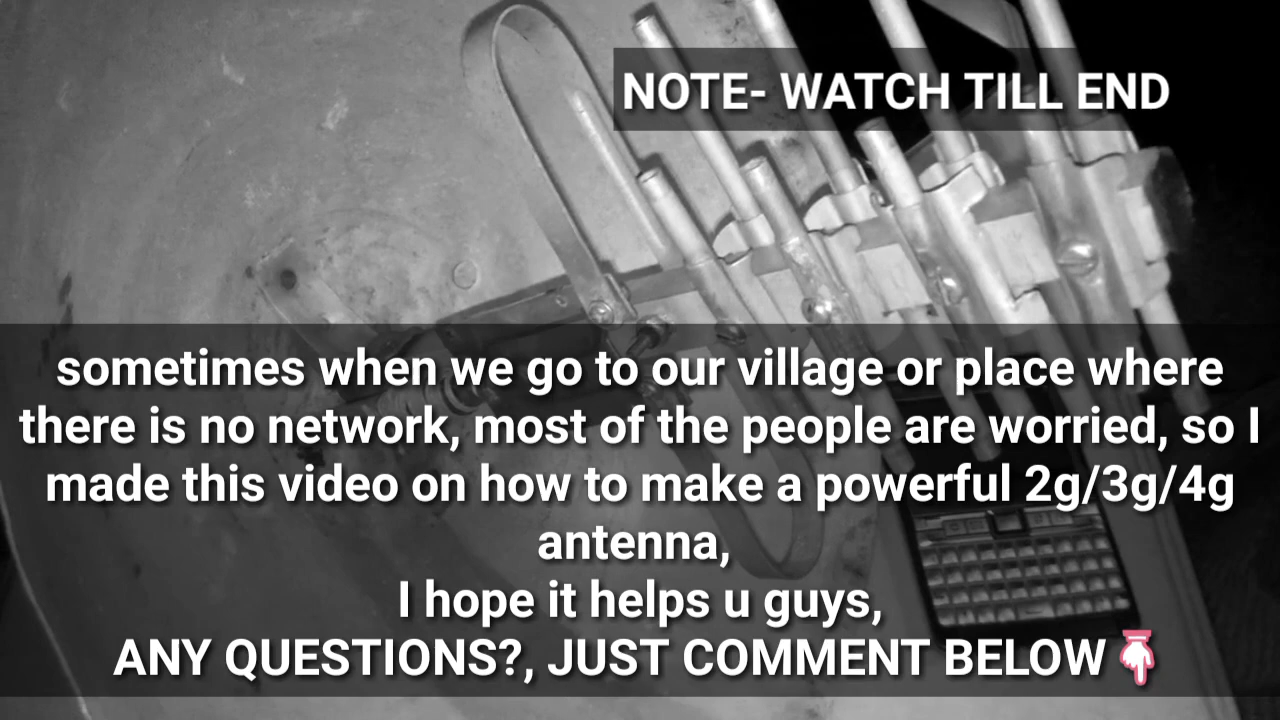 NOTE- WATCH TILL END
sometimes when we go to our village or place where
there is no network, most of the people are worried, so I
made this video on how to make a powerful 2g/3g/4g
antenna,
I hope it helps u guys,
ANY QUESTIONS?, JUST COMMENT BELOW👇